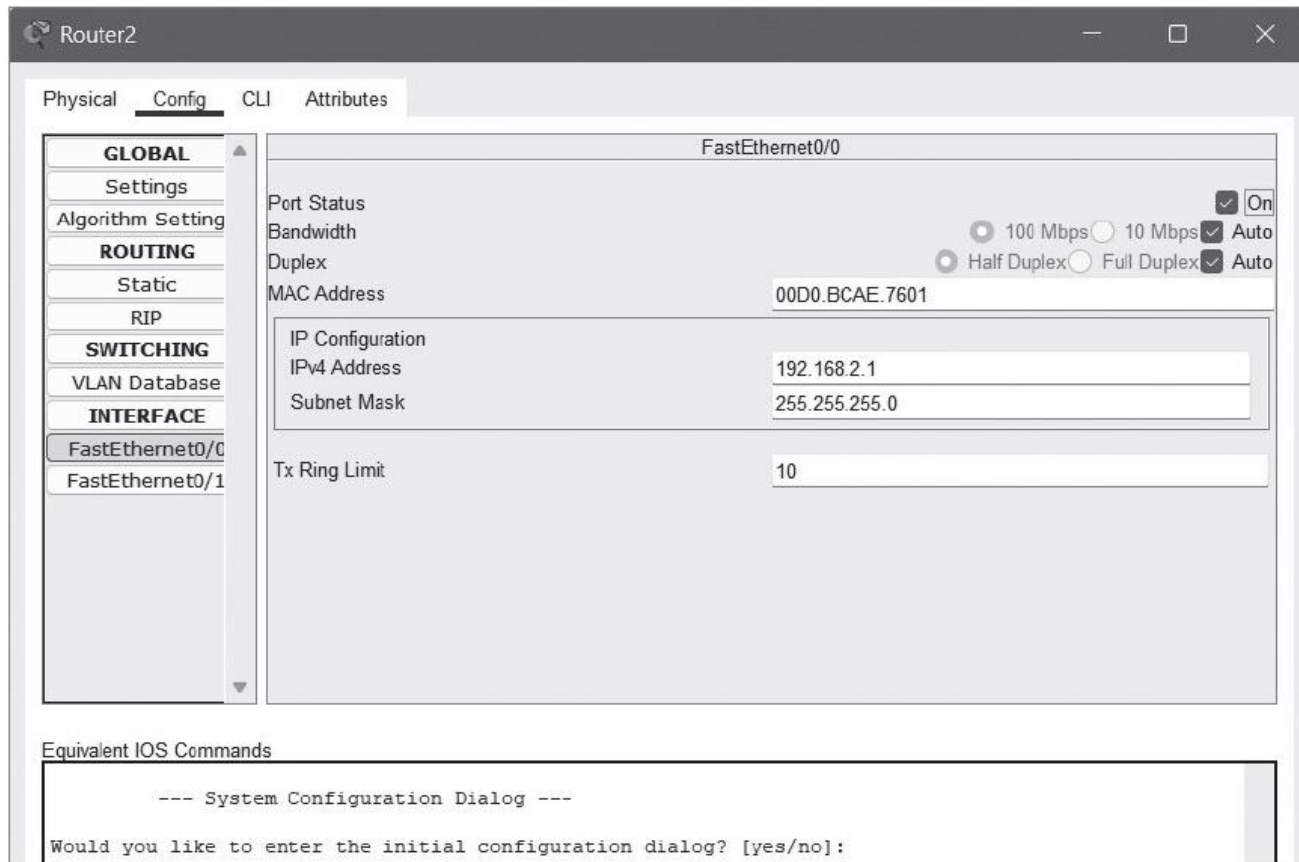 Router2
Physical Config CLI Attributes
GLOBAL
Settings
Algorithm Setting
ROUTING
Static
RIP
SWITCHING
VLAN Database
INTERFACE
FastEthernet0/0
FastEthernet0/1
FastEthernet0/0
Port Status On
Bandwidth 100 Mbps 10 Mbps Auto
Duplex Half Duplex Full Duplex Auto
MAC Address 00D0.BCAE.7601
IP Configuration
IPv4 Address 192.168.2.1
Subnet Mask 255.255.255.0
Tx Ring Limit 10
Equivalent IOS Commands
--- System Configuration Dialog ---
Would you like to enter the initial configuration dialog? [yes/no]: